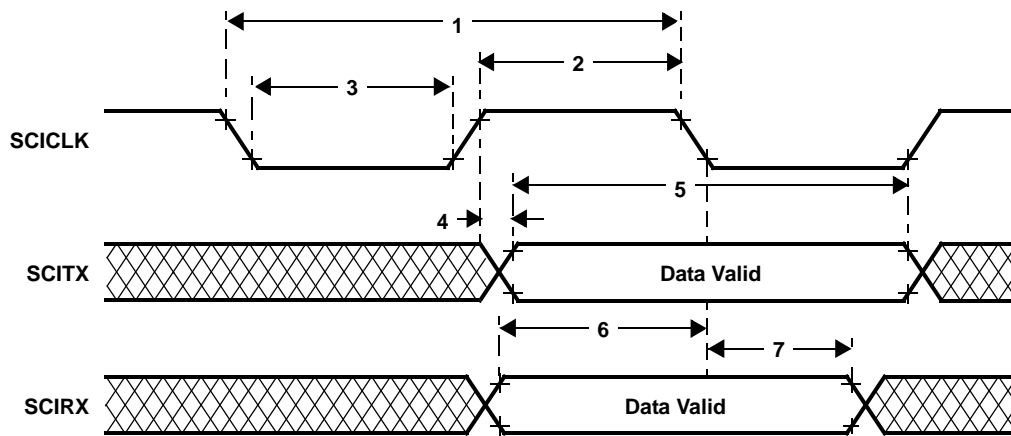 1
2
3
SCICLK
5
4
SCITX Data Valid
6
7
SCIRX Data Valid